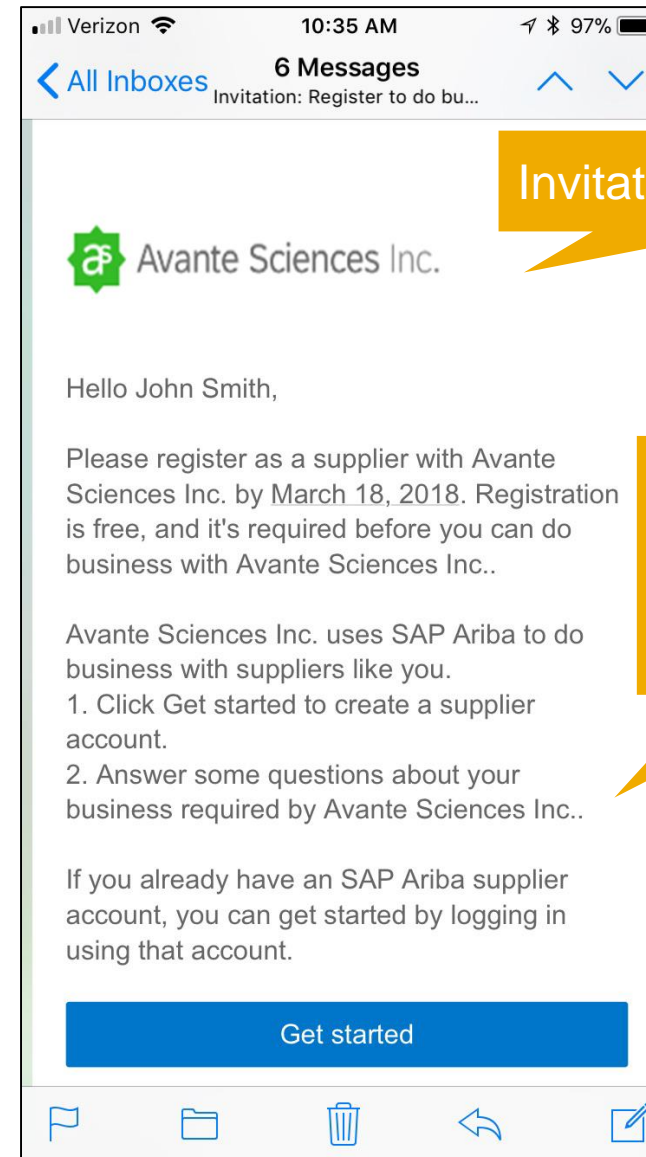 Verizon 10:35 AM 97%
All Inboxes
6 Messages
Invitation: Register to do bu...
Invitat
as Avante Sciences Inc.
Hello John Smith,
Please register as a supplier with Avante
Sciences Inc. by March 18, 2018. Registration
is free, and it's required before you can do
business with Avante Sciences Inc..
Avante Sciences Inc. uses SAP Ariba to do
business with suppliers like you.
1. Click Get started to create a supplier
account.
2. Answer some questions about your
business required by Avante Sciences Inc..
If you already have an SAP Ariba supplier
account, you can get started by logging in
using that account.
Get started